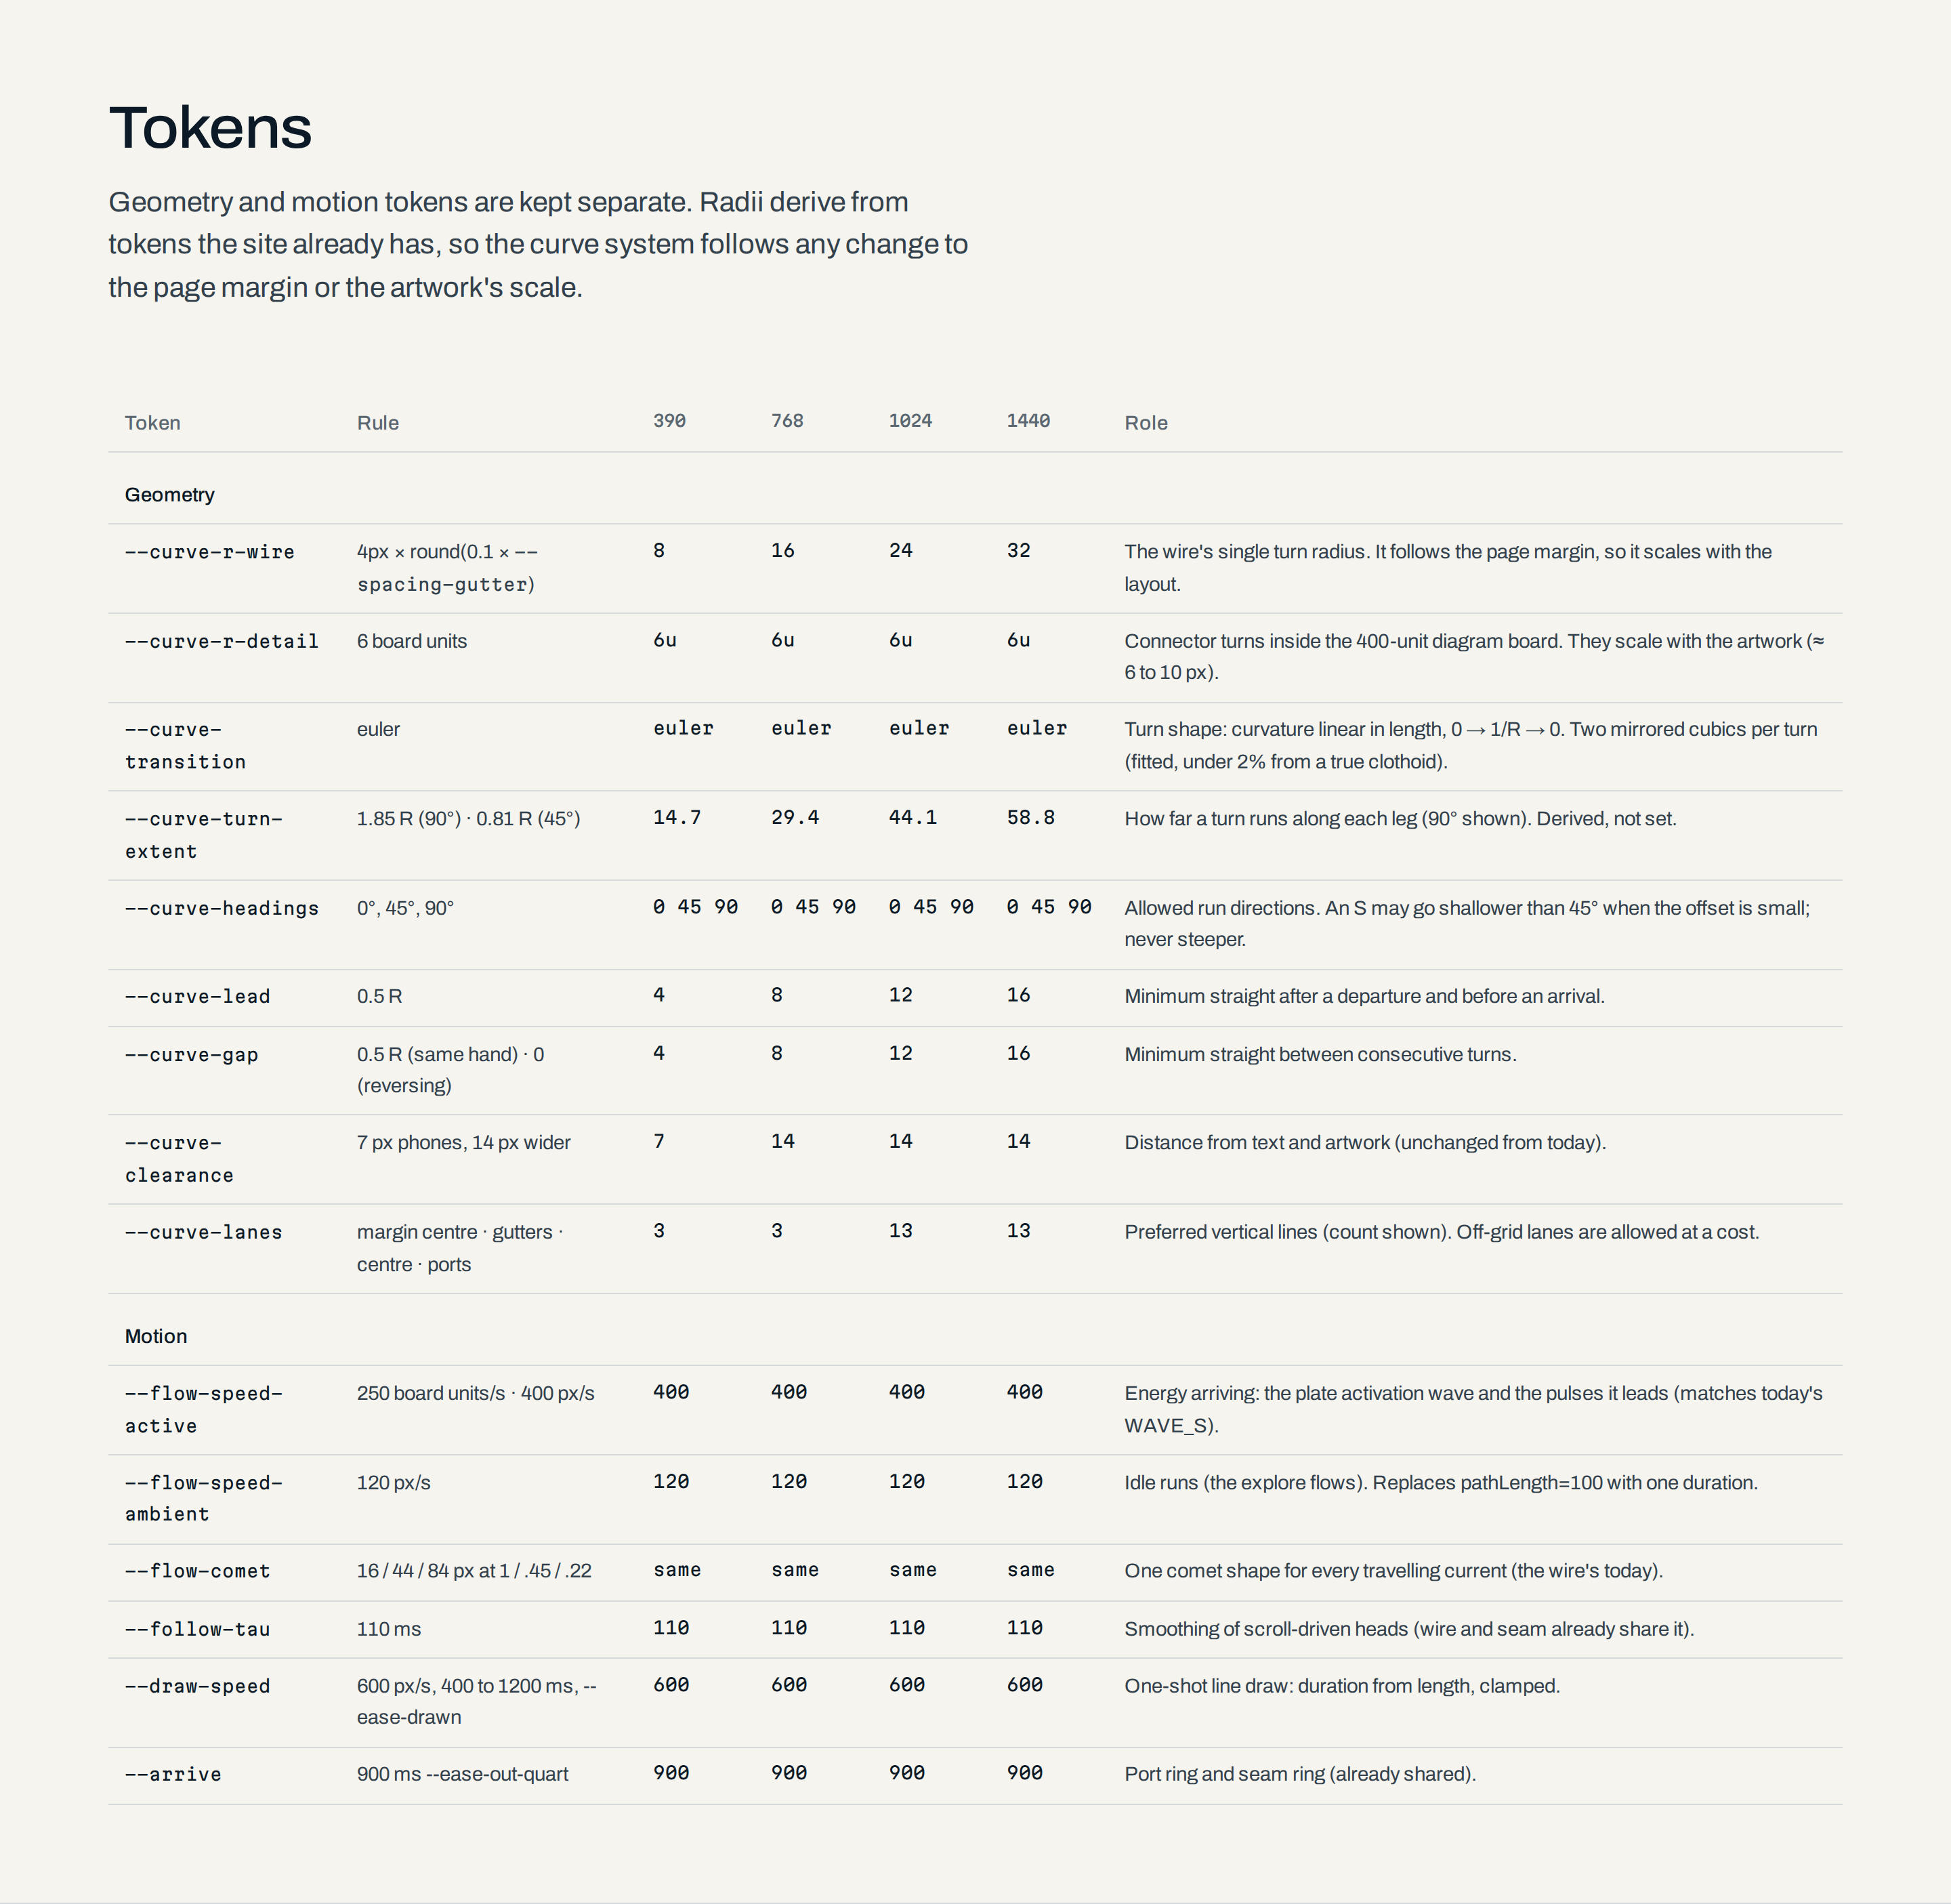 Tokens
Geometry and motion tokens are kept separate. Radii derive from
tokens the site already has, so the curve system follows any change to
the page margin or the artwork's scale.
Token Rule 390 768 1024 1440 Role
Geometry
--curve-r-wire 4px × round(0.1 × -- 8 16 24 32 The wire's single turn radius. It follows the page margin, so it scales with the
spacing-gutter) layout.
--curve-r-detail 6 board units 6u 6u 6u 6u Connector turns inside the 400-unit diagram board. They scale with the artwork (≈
6 to 10 px).
--curve- euler euler euler euler euler Turn shape: curvature linear in length, 0 → 1/R → 0. Two mirrored cubics per turn
transition (fitted, under 2% from a true clothoid).
--curve-turn- 1.85 R (90°) · 0.81 R (45°) 14.7 29.4 44.1 58.8 How far a turn runs along each leg (90° shown). Derived, not set.
extent
--curve-headings 0°, 45°, 90° 0 45 90 0 45 90 0 45 90 0 45 90 Allowed run directions. An S may go shallower than 45° when the offset is small;
never steeper.
--curve-lead 0.5 R 4 8 12 16 Minimum straight after a departure and before an arrival.
--curve-gap 0.5 R (same hand) · 0 4 8 12 16 Minimum straight between consecutive turns.
(reversing)
--curve- 7 px phones, 14 px wider 7 14 14 14 Distance from text and artwork (unchanged from today).
clearance
--curve-lanes margin centre · gutters · 3 3 13 13 Preferred vertical lines (count shown). Off-grid lanes are allowed at a cost.
centre · ports
Motion
--flow-speed- 250 board units/s · 400 px/s 400 400 400 400 Energy arriving: the plate activation wave and the pulses it leads (matches today's
active WAVE_S).
--flow-speed- 120 px/s 120 120 120 120 Idle runs (the explore flows). Replaces pathLength=100 with one duration.
ambient
--flow-comet 16 / 44 / 84 px at 1 / .45 / .22 same same same same One comet shape for every travelling current (the wire's today).
--follow-tau 110 ms 110 110 110 110 Smoothing of scroll-driven heads (wire and seam already share it).
--draw-speed 600 px/s, 400 to 1200 ms, -- 600 600 600 600 One-shot line draw: duration from length, clamped.
ease-drawn
--arrive 900 ms --ease-out-quart 900 900 900 900 Port ring and seam ring (already shared).